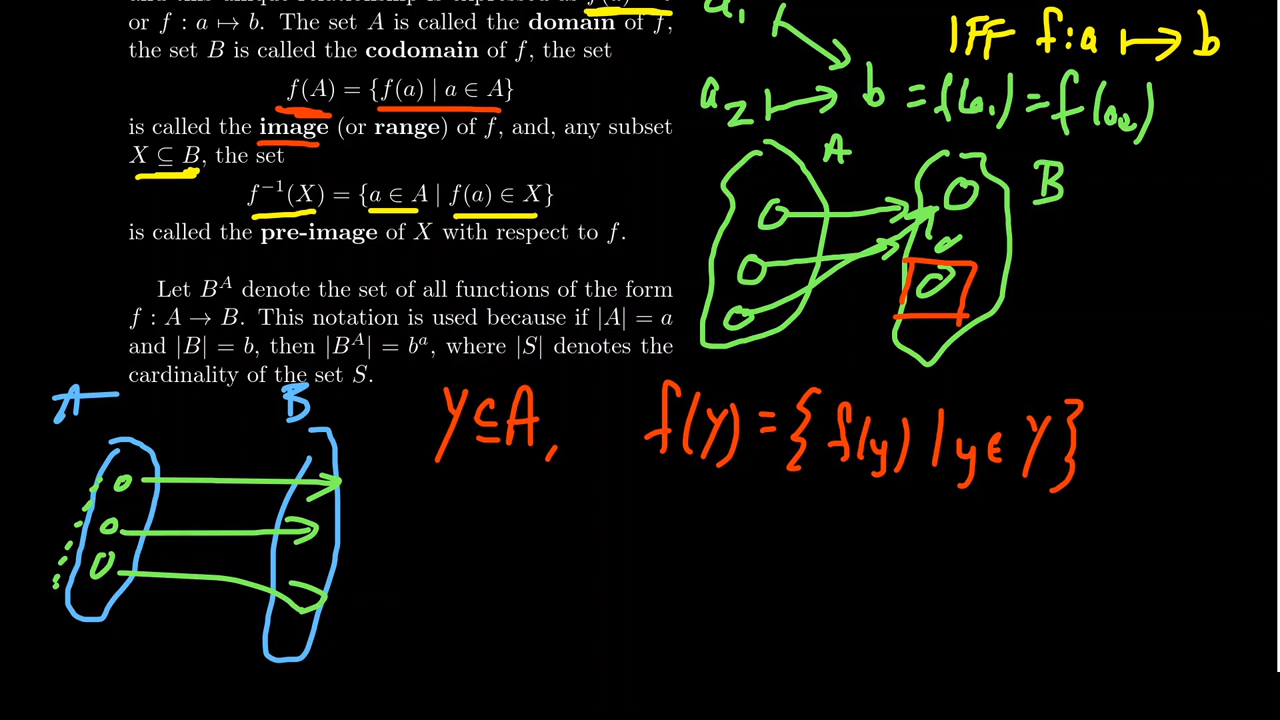 or f : a ↦ b. The set A is called the domain of f,
the set B is called the codomain of f, the set
f(A) = {f(a) | a ∈ A}
is called the image (or range) of f, and, any subset
X ⊆ B, the set
f⁻¹(X) = {a ∈ A | f(a) ∈ X}
is called the pre-image of X with respect to f.
Let Bᴬ denote the set of all functions of the form
f : A → B. This notation is used because if |A| = a
and |B| = b, then |Bᴬ| = bᵃ, where |S| denotes the
cardinality of the set S.
IFF f:a ↦ b
a₁
a₂ ↦ b = f(a₁) = f(a₂)
A
B
A
B
Y ⊆ A, f(Y) = { f(y) | y ∈ Y }